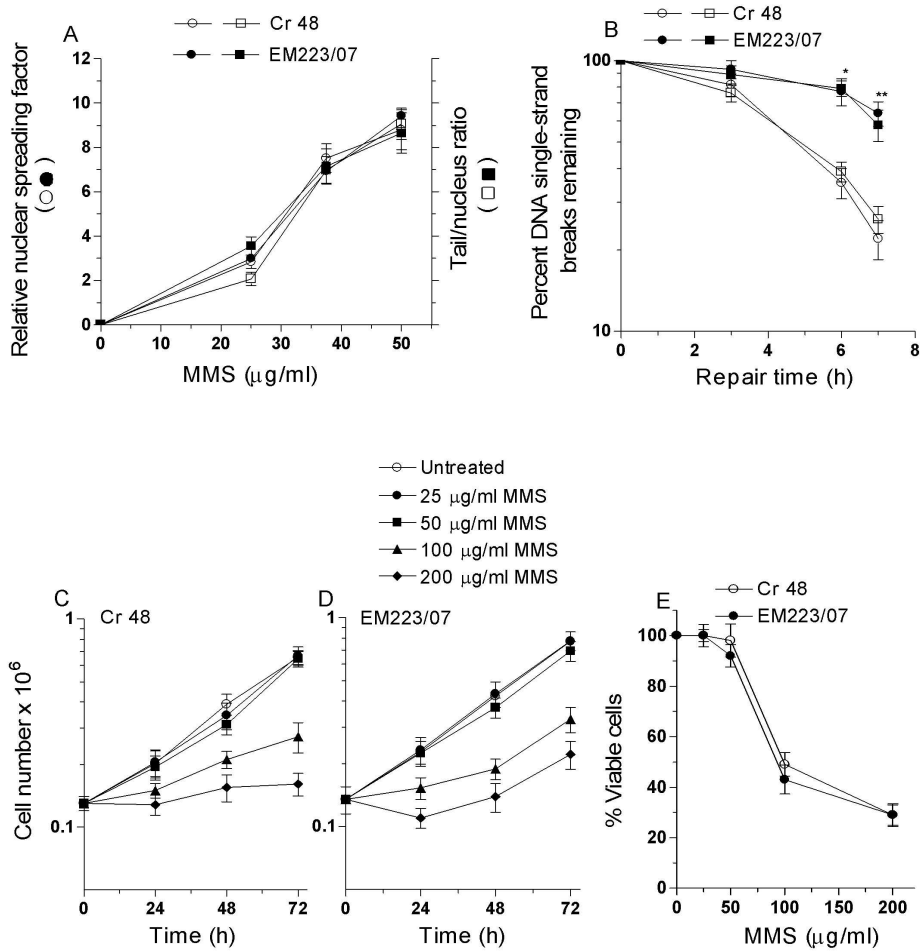 A
Cr 48
EM223/07
Relative nuclear spreading factor
( )
12
10
8
6
4
2
0
0 10 20 30 40 50
MMS (μg/ml)
Tail/nucleus ratio
( )
B
Cr 48
EM223/07
Percent DNA single-strand
breaks remaining
100
10
*
**
0 2 4 6 8
Repair time (h)
Untreated
25 μg/ml MMS
50 μg/ml MMS
100 μg/ml MMS
200 μg/ml MMS
C
Cr 48
Cell number x 10⁶
1
0.1
0 24 48 72
Time (h)
D
EM223/07
1
0.1
0 24 48 72
Time (h)
E
Cr 48
EM223/07
% Viable cells
100
80
60
40
20
0
0 50 100 150 200
MMS (μg/ml)